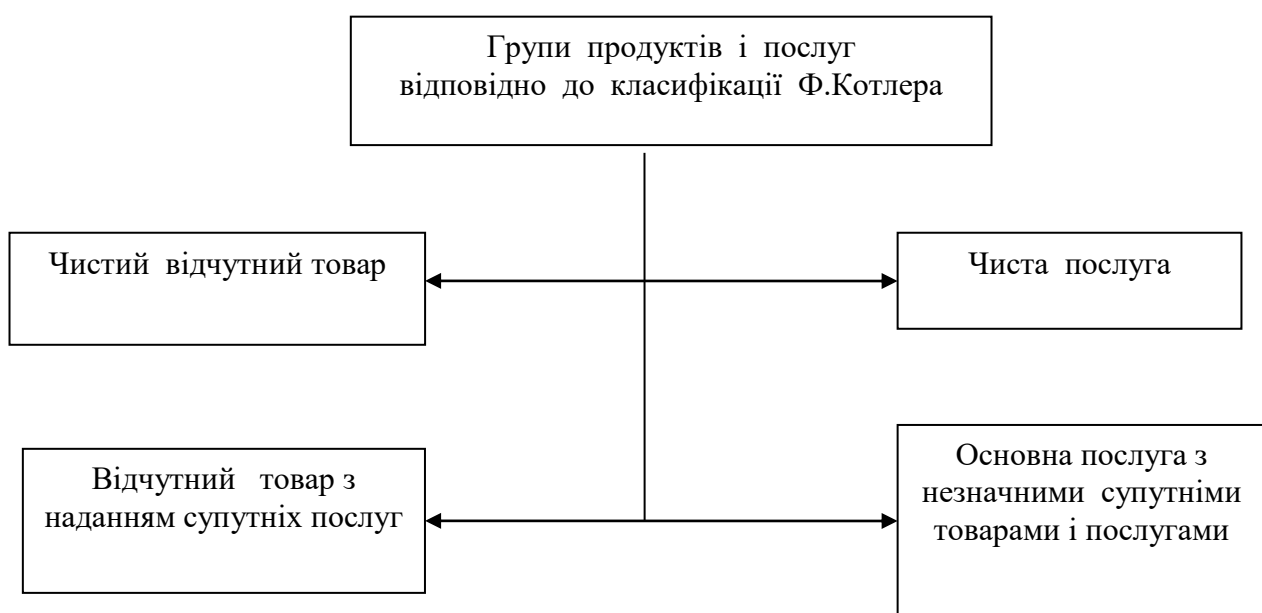 Групи продуктів і послуг
відповідно до класифікації Ф.Котлера
Чистий відчутний товар
Чиста послуга
Відчутний товар з
наданням супутніх послуг
Основна послуга з
незначними супутніми
товарами і послугами